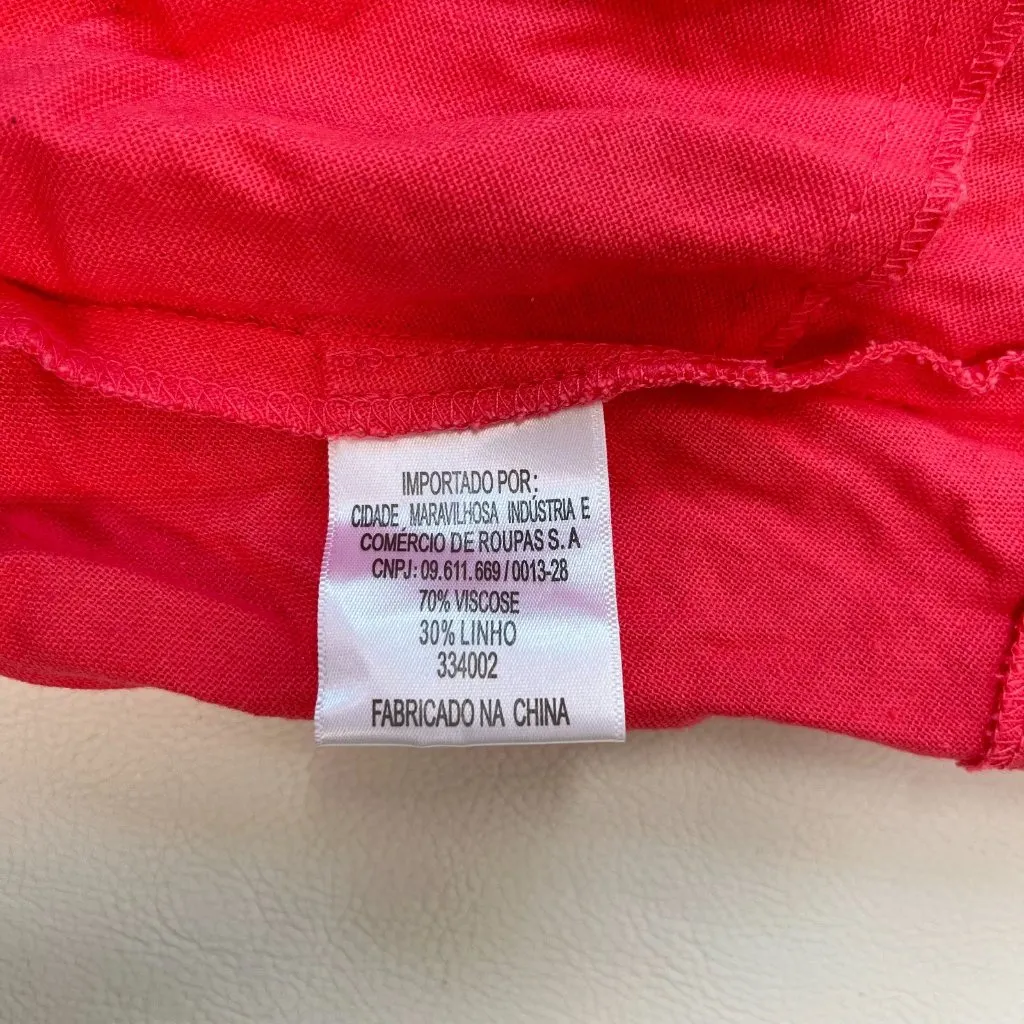 IMPORTADO POR:
CIDADE MARAVILHOSA INDÚSTRIA E
COMÉRCIO DE ROUPAS S.A
CNPJ: 09.611.669/0013-28
70% VISCOSE
30% LINHO
334002
FABRICADO NA CHINA